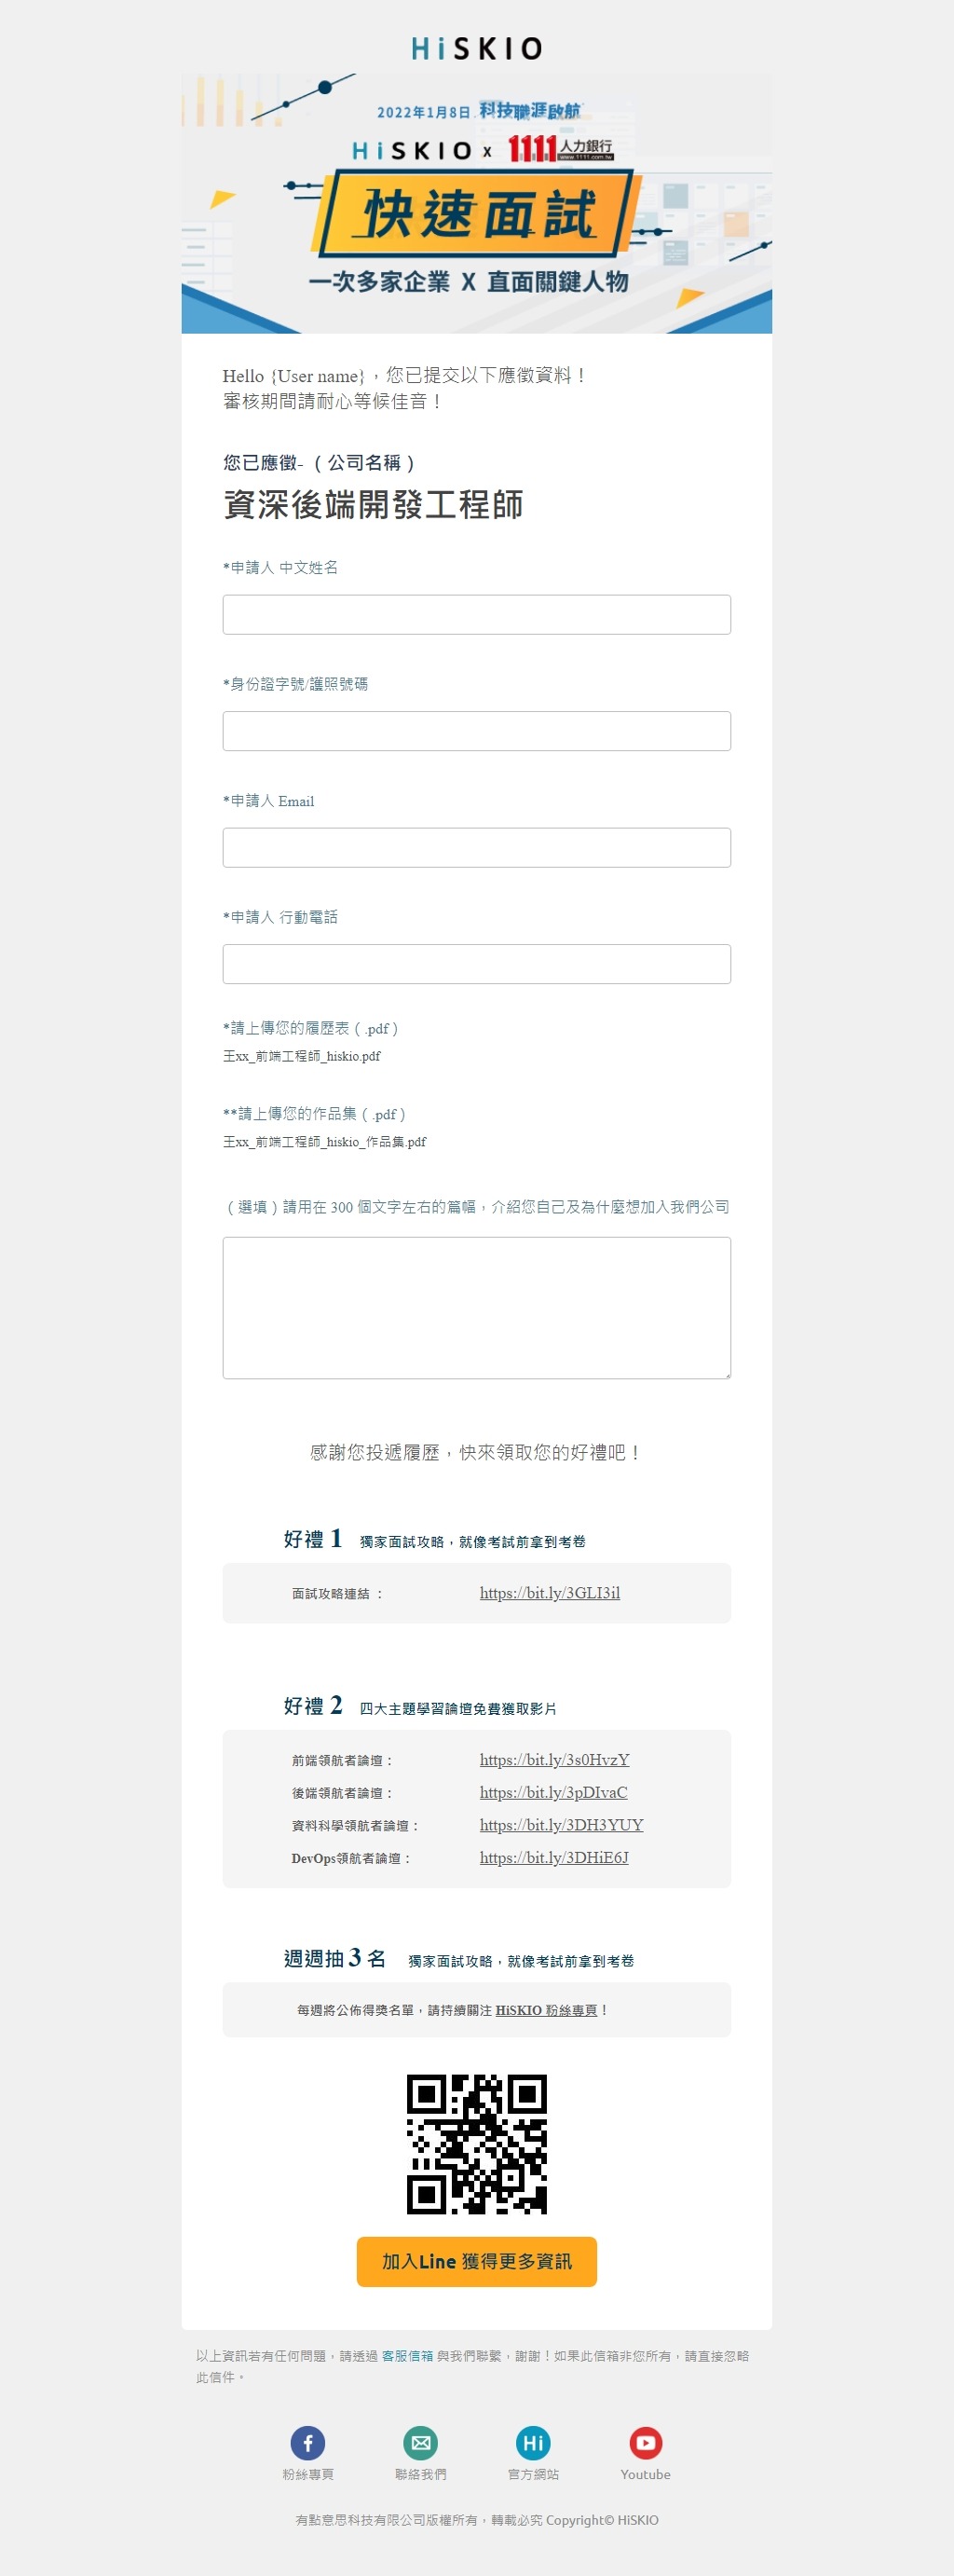 HiSKIO
2022年1月8日 科技職涯啟航
HiSKIO x 1111 人力銀行
www.1111.com.tw
快速面試
一次多家企業 X 直面關鍵人物
Hello {User name}，您已提交以下應徵資料！
審核期間請耐心等候佳音！
您已應徵-（公司名稱）
資深後端開發工程師
*申請人 中文姓名
*身份證字號/護照號碼
*申請人 Email
*申請人 行動電話
*請上傳您的履歷表（.pdf）
王xx_前端工程師_hiskio.pdf
**請上傳您的作品集（.pdf）
王xx_前端工程師_hiskio_作品集.pdf
（選填）請用在 300 個文字左右的篇幅，介紹您自己及為什麼想加入我們公司
感謝您投遞履歷，快來領取您的好禮吧！
好禮 1 獨家面試攻略，就像考試前拿到考卷
面試攻略連結 ： https://bit.ly/3GLI3il
好禮 2 四大主題學習論壇免費獲取影片
前端領航者論壇： https://bit.ly/3s0HvzY
後端領航者論壇： https://bit.ly/3pDIvaC
資料科學領航者論壇： https://bit.ly/3DH3YUY
DevOps領航者論壇： https://bit.ly/3DHiE6J
週週抽 3 名 獨家面試攻略，就像考試前拿到考卷
每週將公佈得獎名單，請持續關注 HiSKIO 粉絲專頁！
加入Line 獲得更多資訊
以上資訊若有任何問題，請透過 客服信箱 與我們聯繫，謝謝！如果此信箱非您所有，請直接忽略
此信件。
Hi
粉絲專頁 聯絡我們 官方網站 Youtube
有點意思科技有限公司版權所有，轉載必究 Copyright© HiSKIO